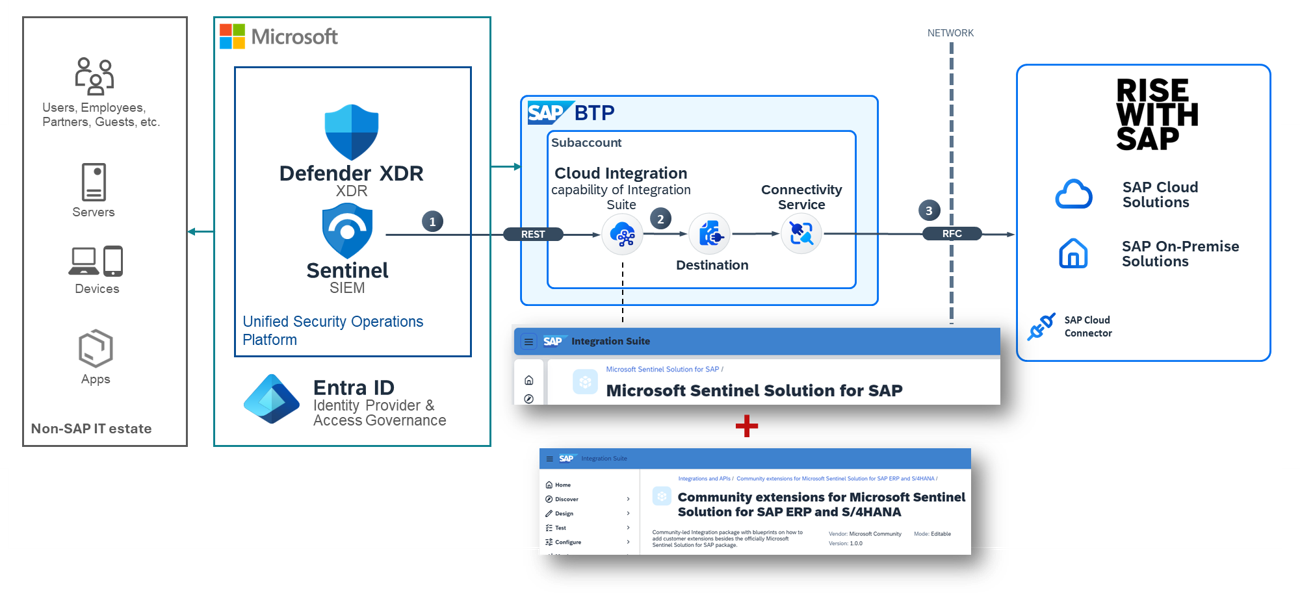 Users, Employees,
Partners, Guests, etc.
Servers
Devices
Apps
Non-SAP IT estate
Microsoft
Defender XDR
XDR
Sentinel
SIEM
Unified Security Operations
Platform
Entra ID
Identity Provider &
Access Governance
1
SAP BTP
Subaccount
Cloud Integration
capability of Integration
Suite
REST
2
Destination
Connectivity
Service
NETWORK
3
RFC
RISE
WITH
SAP
SAP Cloud
Solutions
SAP On-Premise
Solutions
SAP Cloud
Connector
SAP Integration Suite
Microsoft Sentinel Solution for SAP /
Microsoft Sentinel Solution for SAP
+
SAP Integration Suite
Home
Discover
Design
Test
Configure
Integrations and APIs / Community extensions for Microsoft Sentinel Solution for SAP ERP and S/4HANA /
Community extensions for Microsoft Sentinel
Solution for SAP ERP and S/4HANA
Community-led Integration package with blueprints on how to
add customer extensions besides the officially Microsoft
Sentinel Solution for SAP package.
Vendor: Microsoft Community Mode: Editable
Version: 1.0.0